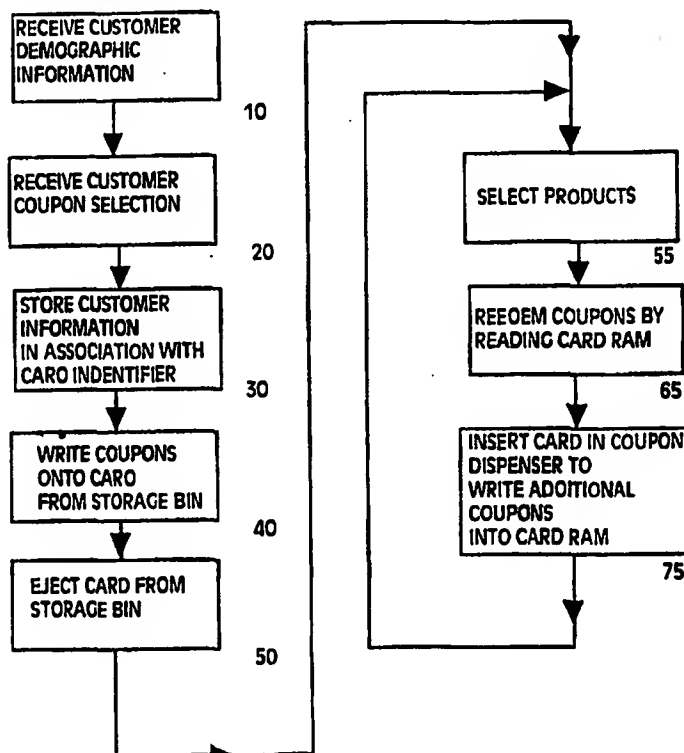 RECEIVE CUSTOMER
DEMOGRAPHIC
INFORMATION
10
RECEIVE CUSTOMER
COUPON SELECTION
20
STORE CUSTOMER
INFORMATION
IN ASSOCIATION WITH
CARO INDENTIFIER
30
WRITE COUPONS
ONTO CARO
FROM STORAGE BIN
40
EJECT CARD FROM
STORAGE BIN
50
SELECT PRODUCTS
55
REEOEM COUPONS BY
READING CARD RAM
65
INSERT CARD IN COUPON
DISPENSER TO
WRITE AOOITIONAL
COUPONS
INTO CARD RAM
75